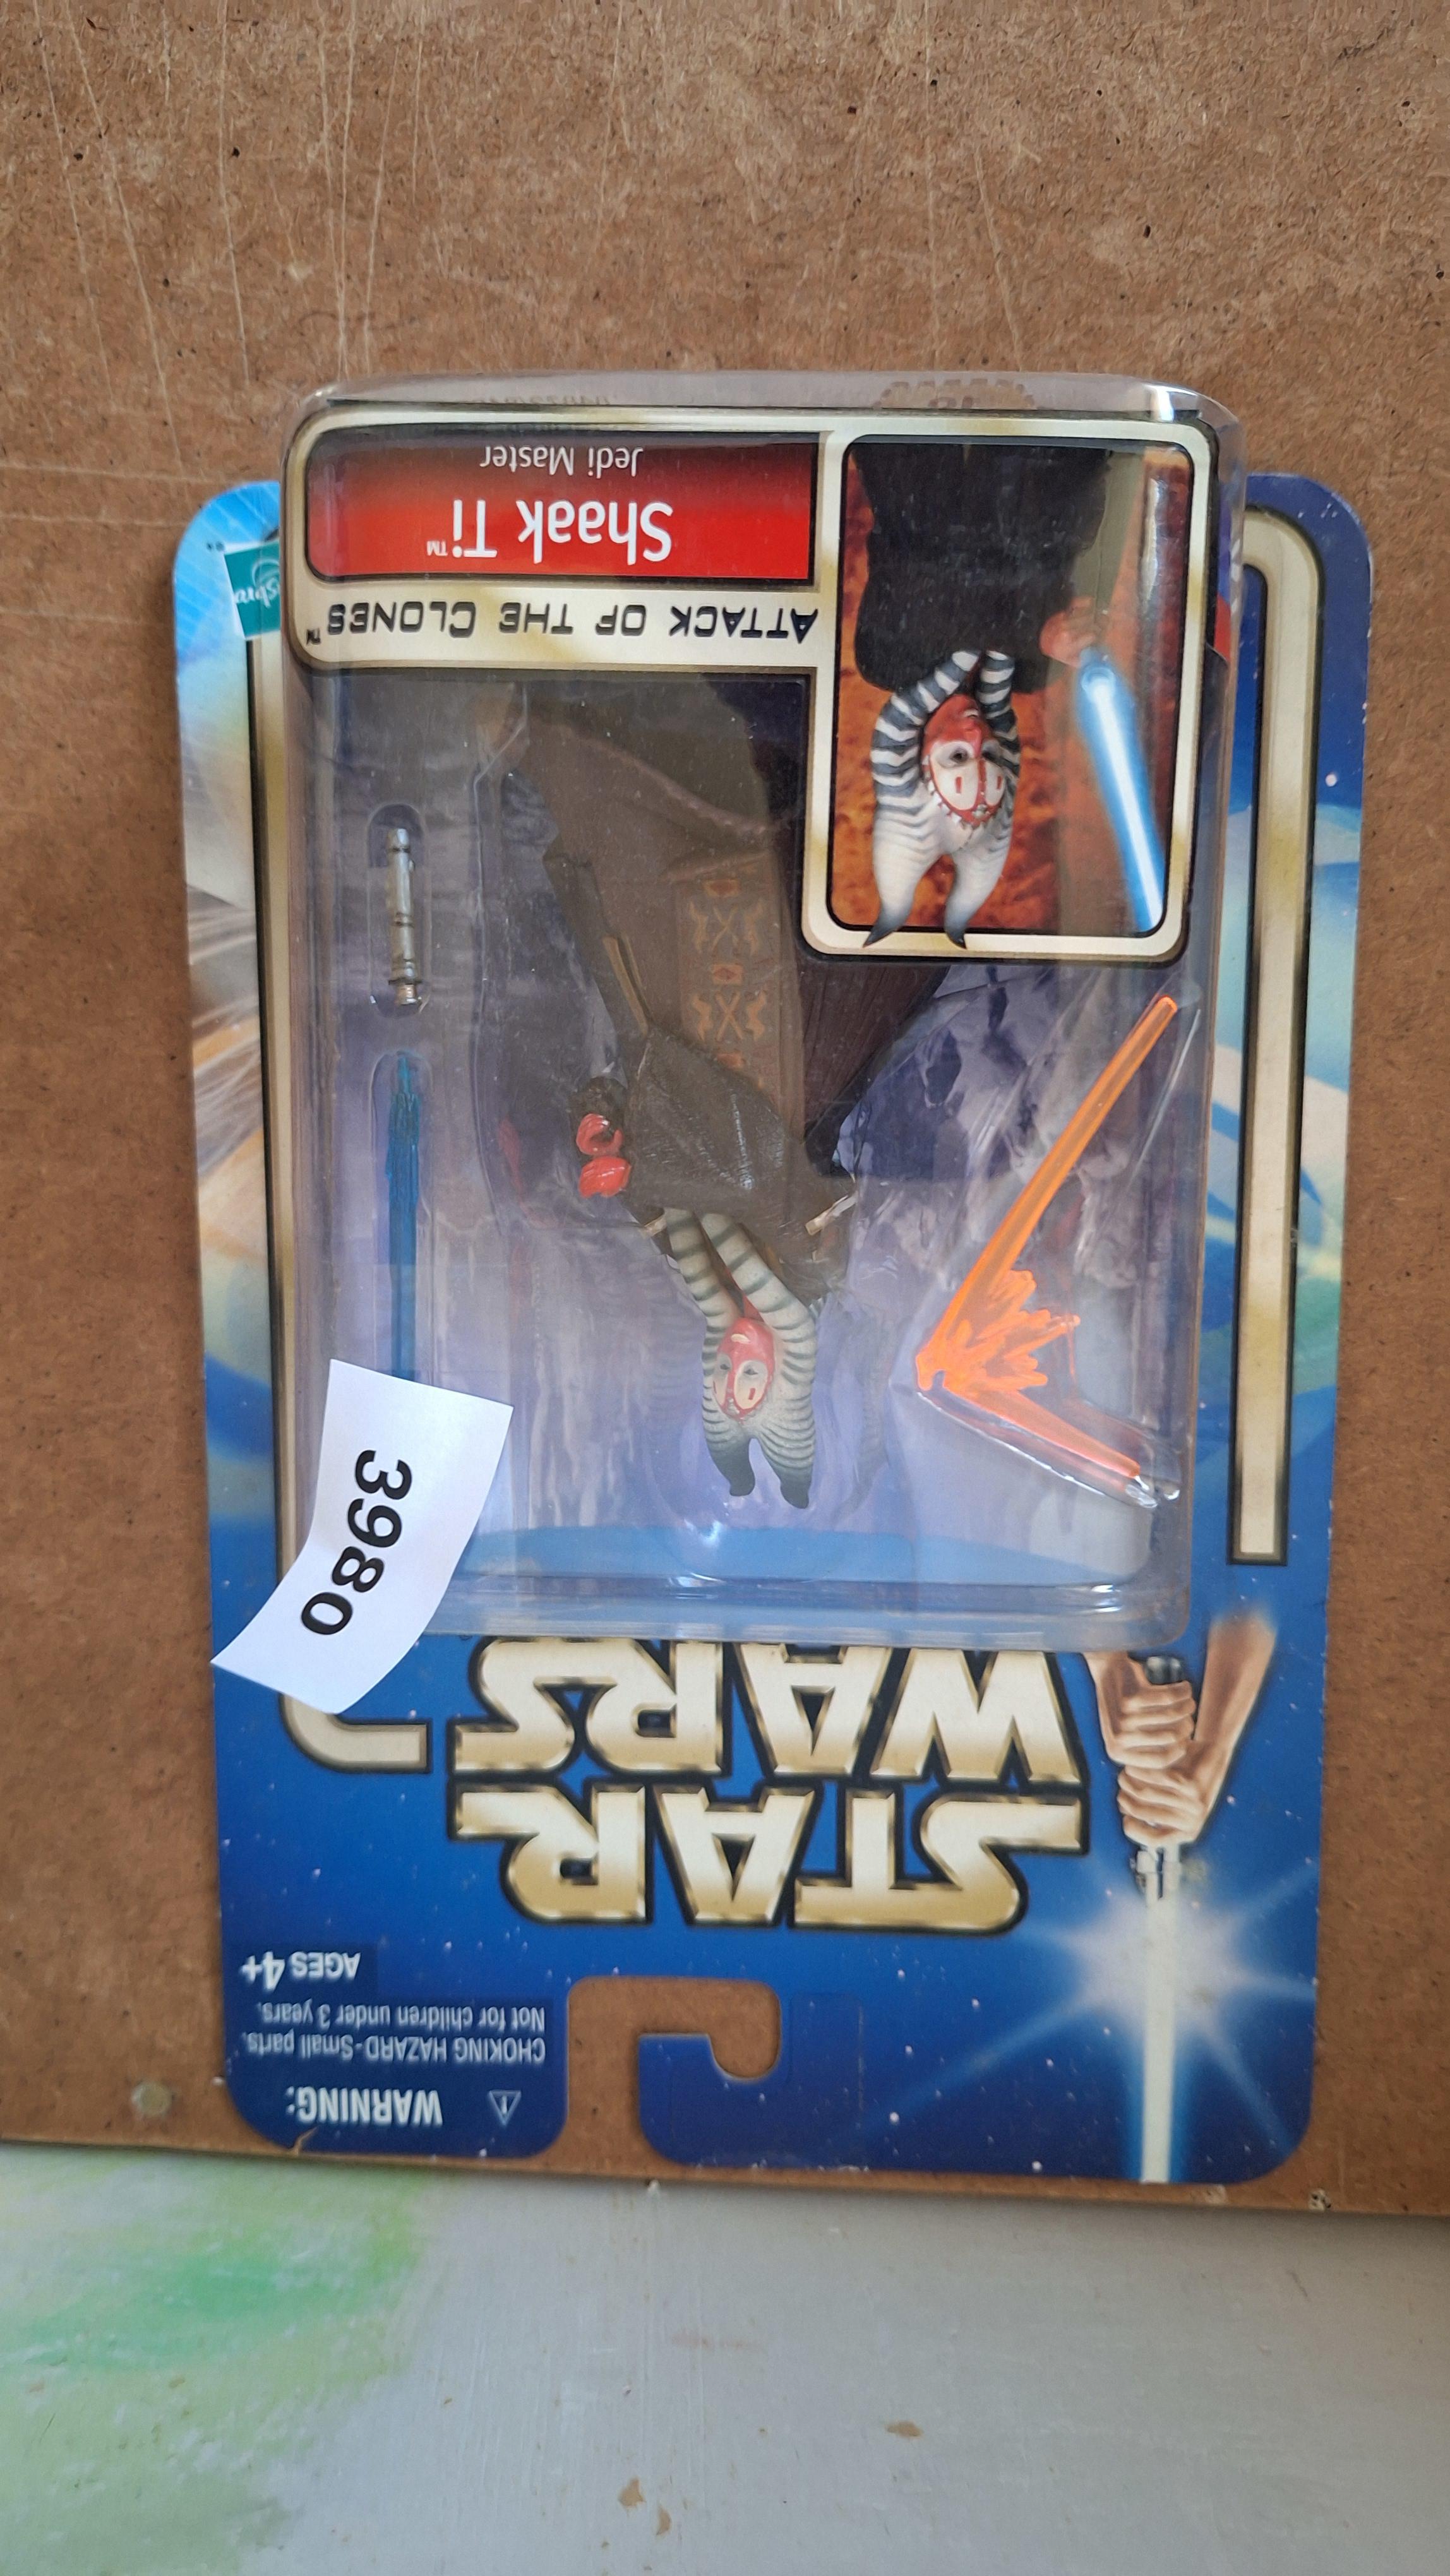 WARNING:
CHOKING HAZARD-Small parts.
Not for children under 3 years.
AGES 4+
STAR
WARS
3980
ATTACK OF THE CLONES™
Shaak Ti™
Jedi Master